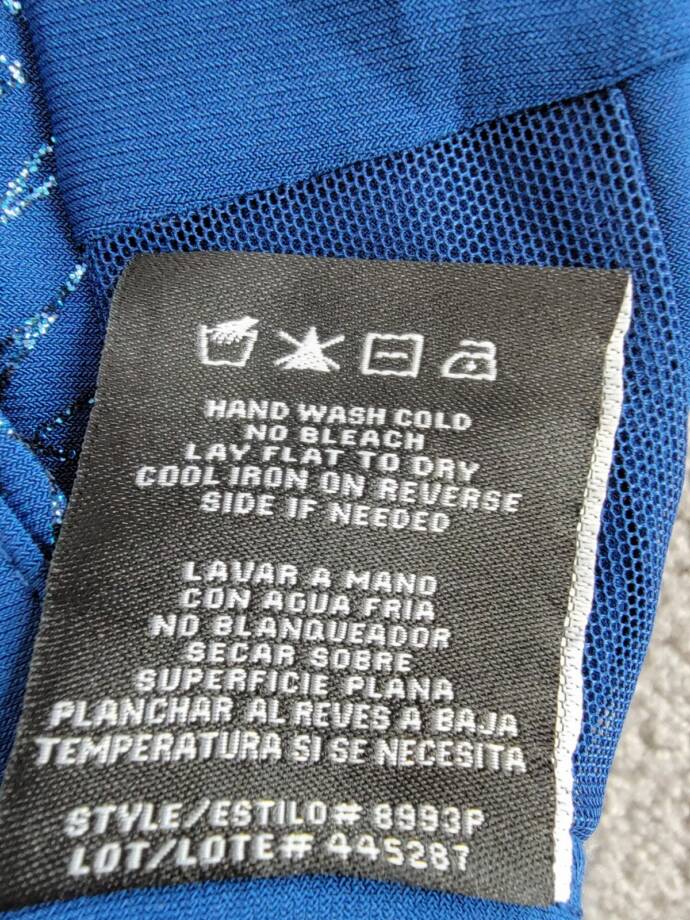 HAND WASH COLD
NO BLEACH
LAY FLAT TO DRY
COOL IRON ON REVERSE
SIDE IF NEEDED
LAVAR A MANO
CON AGUA FRIA
NO BLANQUEADOR
SECAR SOBRE
SUPERFICIE PLANA
PLANCHAR AL REVES A BAJA
TEMPERATURA SI SE NECESITA
STYLE/ESTILO# 8993P
LOT/LOTE# 445287